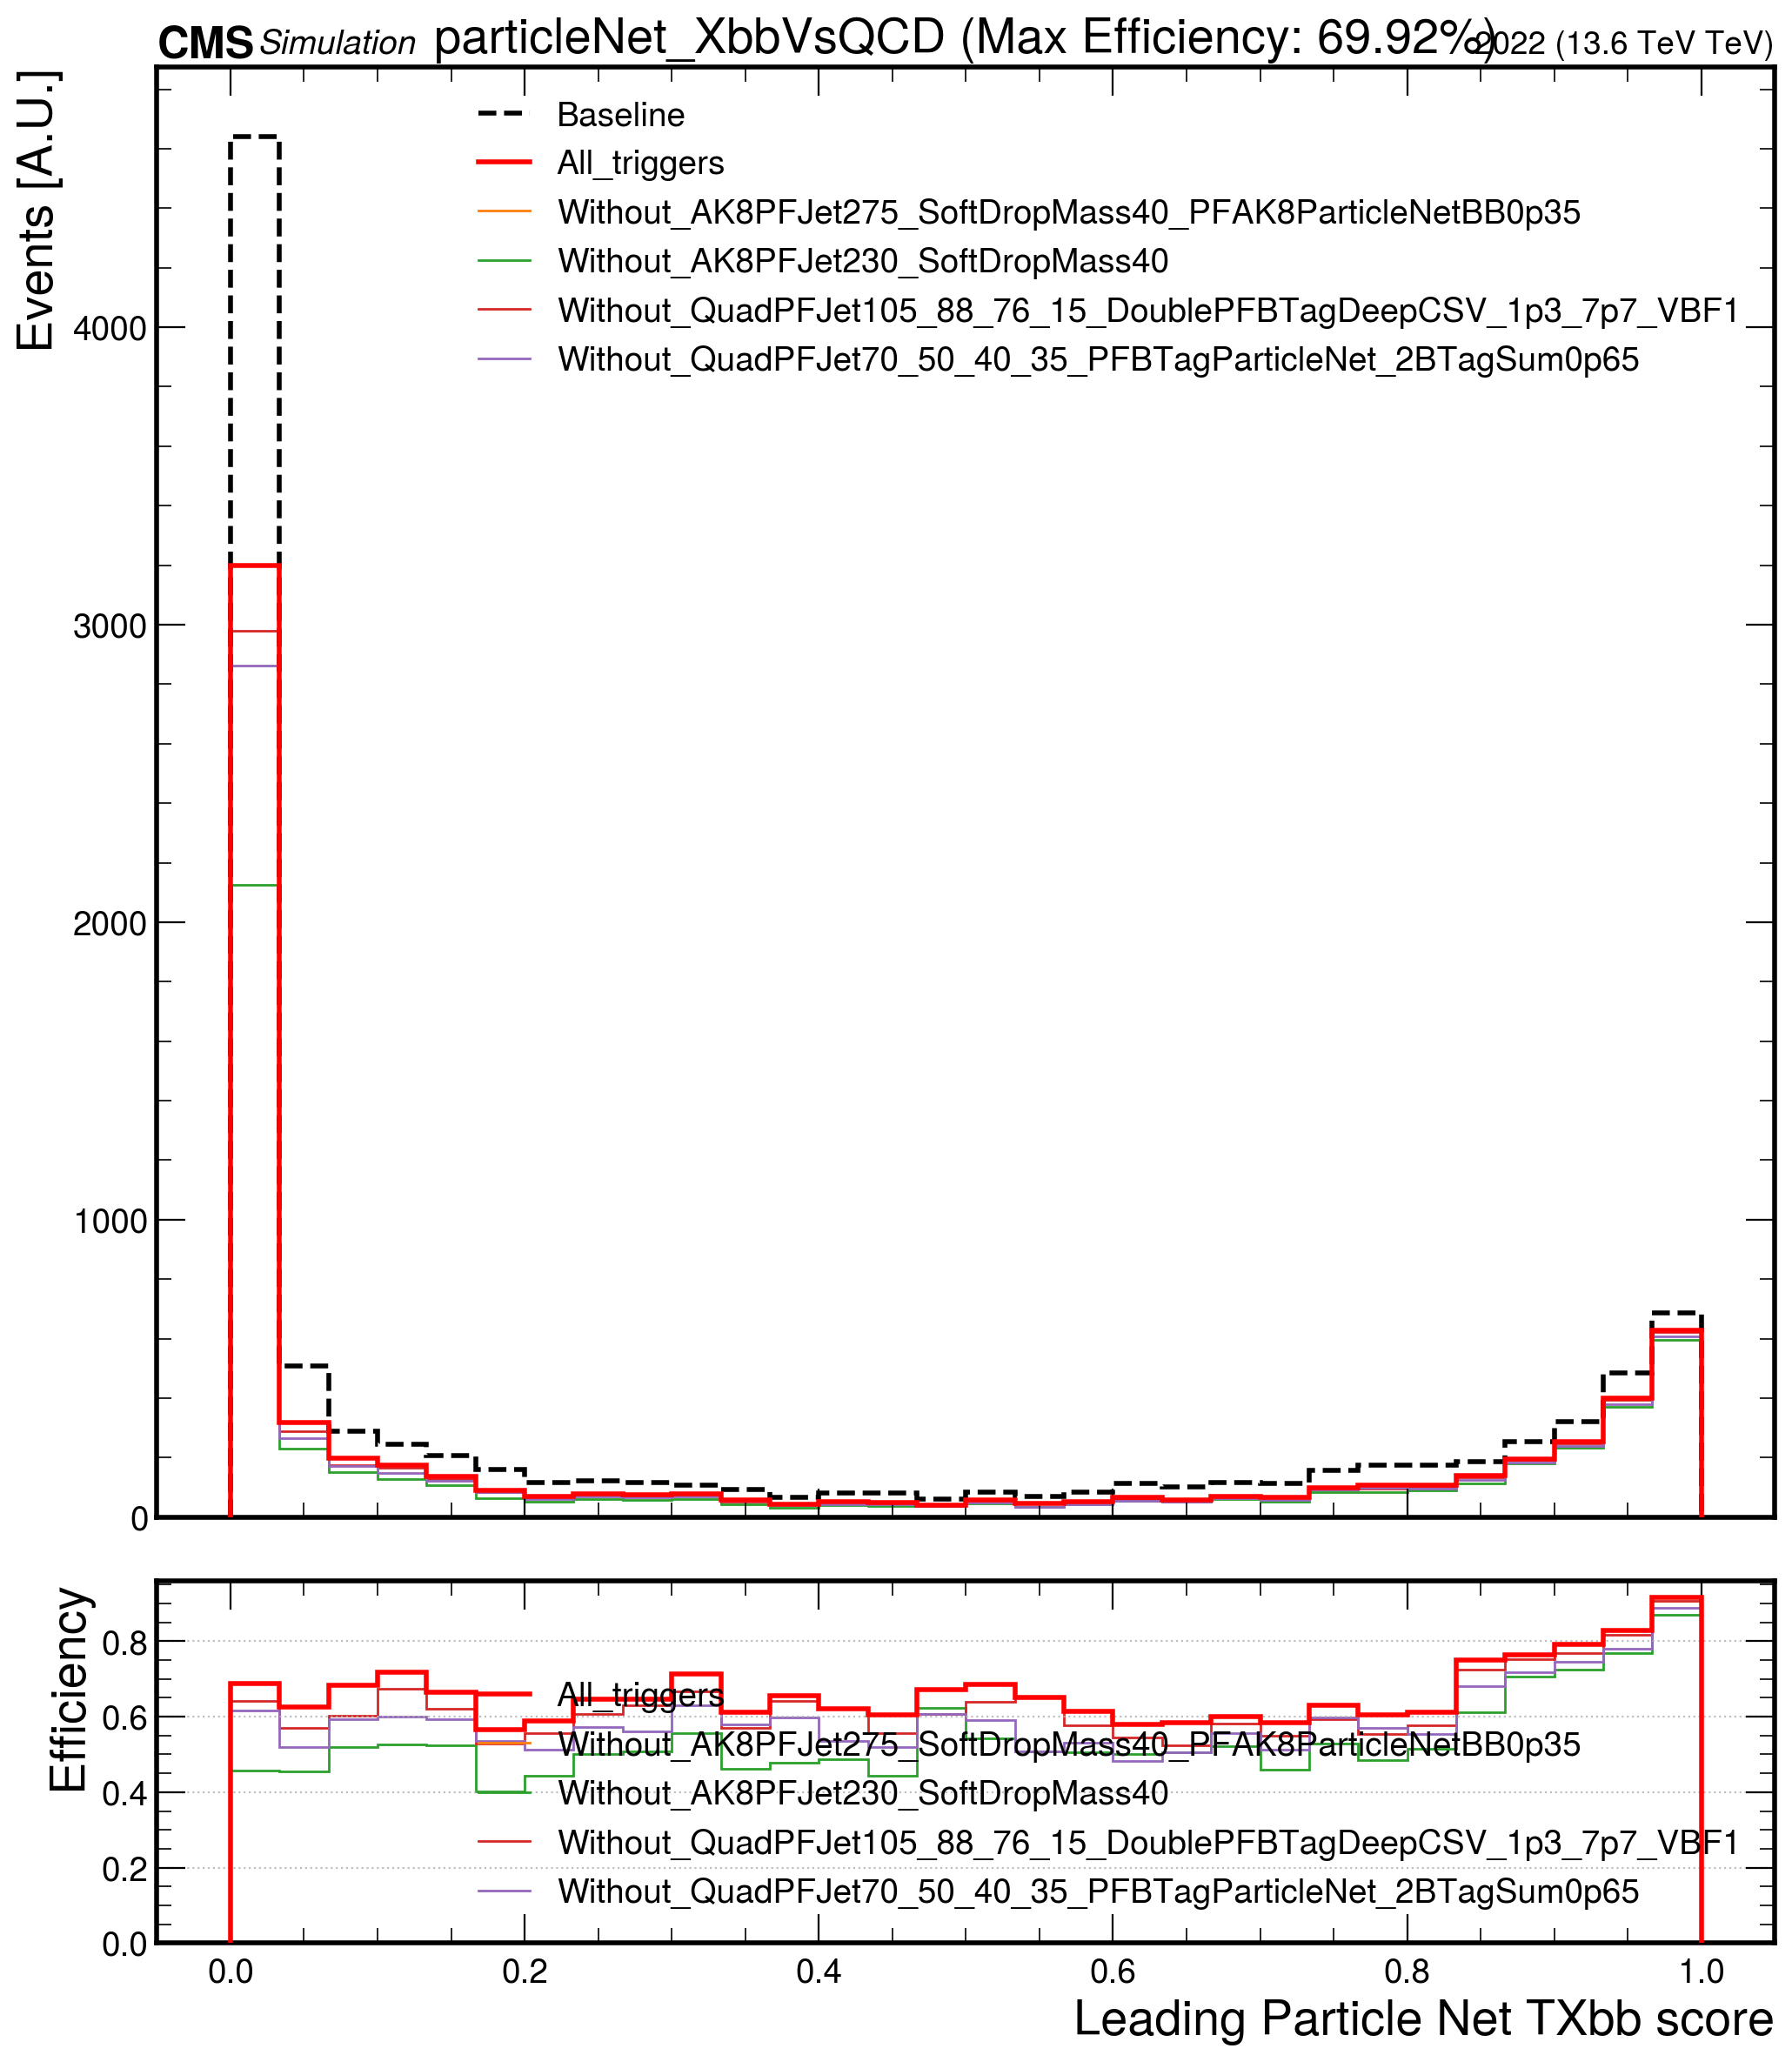 CMS Simulation particleNet_XbbVsQCD (Max Efficiency: 69.92%) 2022 (13.6 TeV TeV)
Events [A.U.]
Baseline
All_triggers
Without_AK8PFJet275_SoftDropMass40_PFAK8ParticleNetBB0p35
Without_AK8PFJet230_SoftDropMass40
Without_QuadPFJet105_88_76_15_DoublePFBTagDeepCSV_1p3_7p7_VBF1
Without_QuadPFJet70_50_40_35_PFBTagParticleNet_2BTagSum0p65
4000
3000
2000
1000
0
Efficiency
0.8
0.6
0.4
0.2
0.0
All_triggers
Without_AK8PFJet275_SoftDropMass40_PFAK8ParticleNetBB0p35
Without_AK8PFJet230_SoftDropMass40
Without_QuadPFJet105_88_76_15_DoublePFBTagDeepCSV_1p3_7p7_VBF1
Without_QuadPFJet70_50_40_35_PFBTagParticleNet_2BTagSum0p65
0.0 0.2 0.4 0.6 0.8 1.0
Leading Particle Net TXbb score